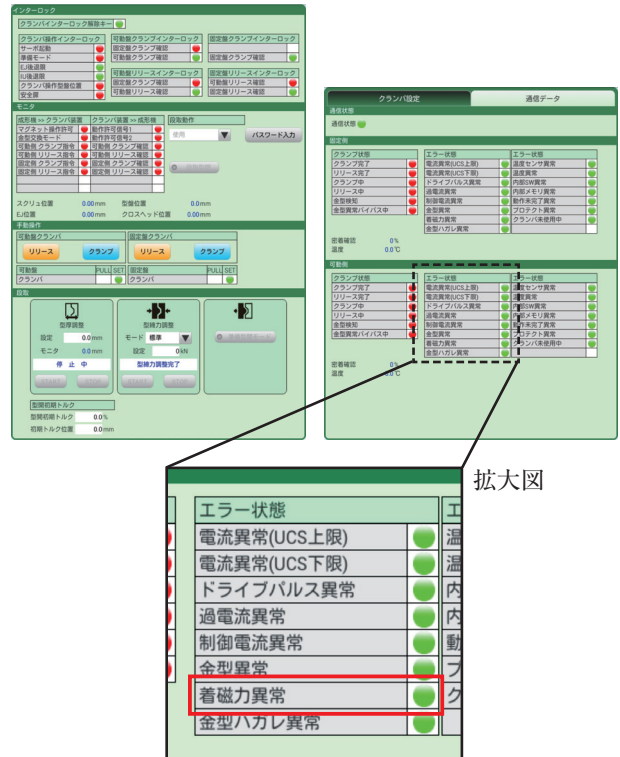 インターロック
クランパインターロック解除キー
クランパ操作インターロック
サーボ起動
準備モード
EJ後退限
IU後退限
クランパ操作型盤位置
安全扉
可動盤クランプインターロック
固定盤クランプ確認
固定盤クランプインターロック
可動盤クランプ確認
可動盤リリースインターロック
固定盤クランプ確認
可動盤リリース確認
固定盤リリースインターロック
可動盤リリース確認
固定盤リリース確認
モニタ
成形機 >> クランパ装置
マグネット操作許可
金型交換モード
可動側 クランプ指令
可動側 リリース指令
固定側 クランプ指令
固定側 リリース指令
クランパ装置 >> 成形機
動作許可信号1
動作許可信号2
可動側 クランプ確認
可動側 リリース確認
固定側 クランプ確認
固定側 リリース確認
段取動作
使用
パスワード入力
スクリュ位置 0.00 mm 型盤位置 0.0 mm
EJ位置 0.00 mm クロスヘッド位置 0.00 mm
手動操作
可動盤クランパ
リリース クランプ
固定盤クランパ
リリース クランプ
可動盤 PULL SET
クランパ
固定盤 PULL SET
クランパ
段取
型厚調整
設定 0.0 mm
モニタ 0.0 mm
停 止 中
START STOP
型締力調整
モード 標準
設定 0 kN
型締力調整完了
START STOP
型開初期トルク
型開初期トルク 0.0 %
初期トルク位置 0.0 mm
クランパ設定 通信データ
通信状態
通信状態
固定側
クランプ状態
クランプ完了
リリース完了
クランプ中
リリース中
金型検知
金型異常バイパス中
エラー状態
電流異常(UCS上限)
電流異常(UCS下限)
ドライブパルス異常
過電流異常
制御電流異常
金型異常
着磁力異常
金型ハガレ異常
エラー状態
温度センサ異常
温度異常
内部SW異常
内部メモリ異常
動作未完了異常
プロテクト異常
クランパ未使用中
密着確認 0 %
温度 0.0 ℃
可動側
クランプ状態
クランプ完了
リリース完了
クランプ中
リリース中
金型検知
金型異常バイパス中
エラー状態
電流異常(UCS上限)
電流異常(UCS下限)
ドライブパルス異常
過電流異常
制御電流異常
金型異常
着磁力異常
金型ハガレ異常
エラー状態
温度センサ異常
温度異常
内部SW異常
内部メモリ異常
動作未完了異常
プロテクト異常
クランパ未使用中
密着確認 0 %
温度 0.0 ℃
拡大図
エラー状態
電流異常(UCS上限)
電流異常(UCS下限)
ドライブパルス異常
過電流異常
制御電流異常
金型異常
着磁力異常
金型ハガレ異常
エ
温
温
内
内
動
プ
ク